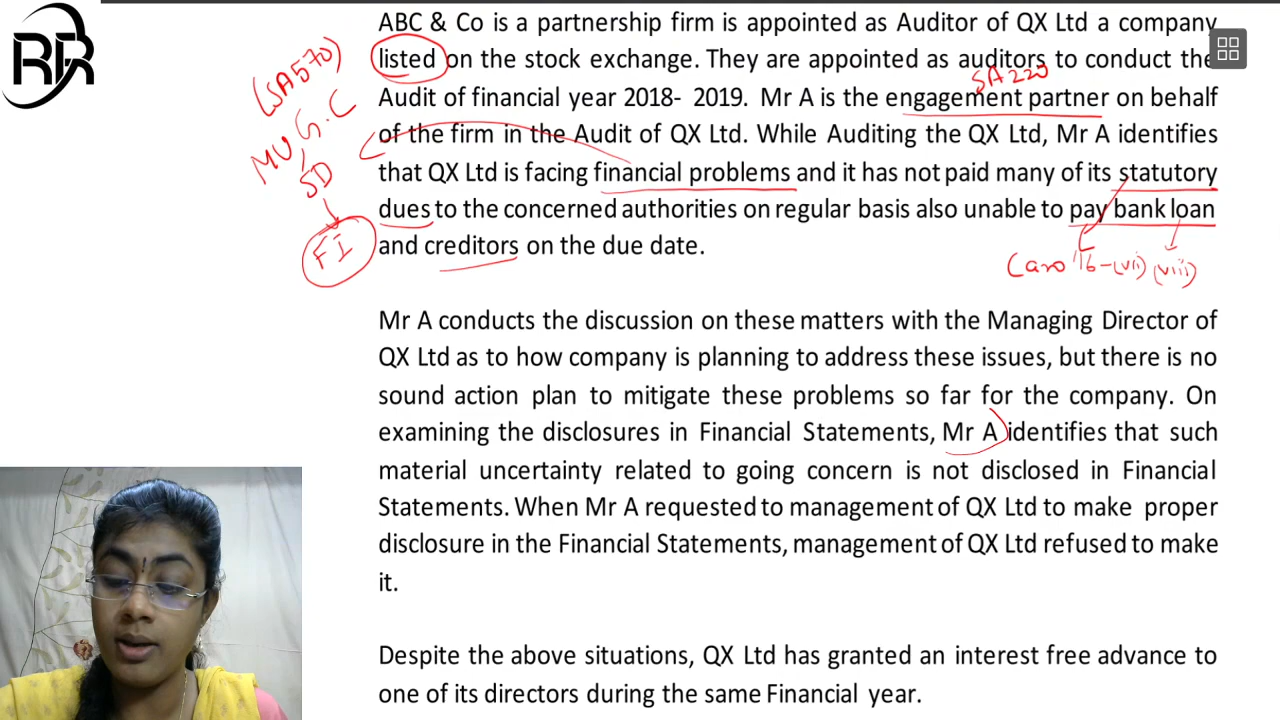 RRR
ABC & Co is a partnership firm is appointed as Auditor of QX Ltd a company
listed on the stock exchange. They are appointed as auditors to conduct the
(SA570)
SA 220
Audit of financial year 2018- 2019. Mr A is the engagement partner on behalf
MU G.C
of the firm in the Audit of QX Ltd. While Auditing the QX Ltd, Mr A identifies
SD
that QX Ltd is facing financial problems and it has not paid many of its statutory
dues to the concerned authorities on regular basis also unable to pay bank loan
FI
and creditors on the due date.
Caro '16-(vii) (viii)
Mr A conducts the discussion on these matters with the Managing Director of
QX Ltd as to how company is planning to address these issues, but there is no
sound action plan to mitigate these problems so far for the company. On
examining the disclosures in Financial Statements, Mr A identifies that such
material uncertainty related to going concern is not disclosed in Financial
Statements. When Mr A requested to management of QX Ltd to make proper
disclosure in the Financial Statements, management of QX Ltd refused to make
it.
Despite the above situations, QX Ltd has granted an interest free advance to
one of its directors during the same Financial year.